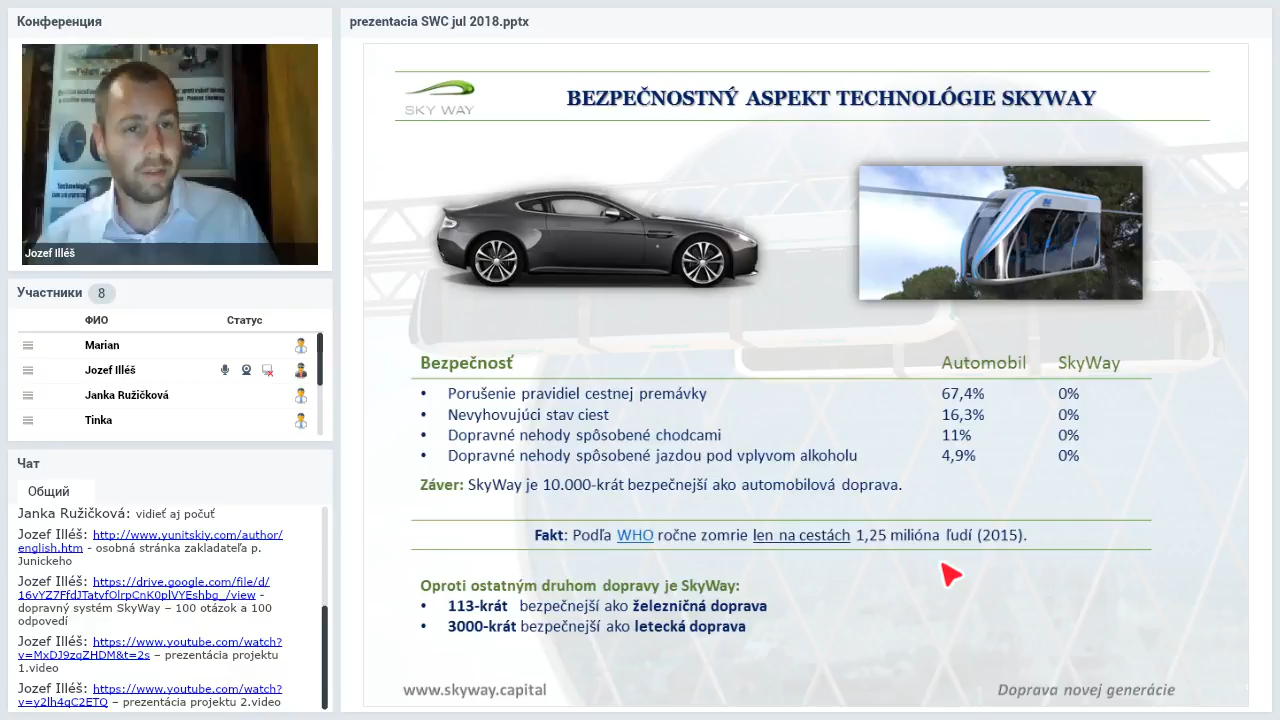 Конференция
Jozef Illéš
Участники 8
ФИО Статус
Marian
Jozef Illéš
Janka Ružičková
Tinka
Чат
Общий
Janka Ružičková: vidieť aj počuť
Jozef Illéš: http://www.yunitskiy.com/author/
english.htm - osobná stránka zakladateľa p.
Junickeho
Jozef Illéš: https://drive.google.com/file/d/
16vYZ7FfdJTatvfOlrpCnK0plVYEshbg_/view -
dopravný systém SkyWay – 100 otázok a 100
odpovedí
Jozef Illéš: https://www.youtube.com/watch?
v=MxDJ9zqZHDM&t=2s – prezentácia projektu
1.video
Jozef Illéš: https://www.youtube.com/watch?
v=y2lh4qC2ETQ – prezentácia projektu 2.video
prezentacia SWC jul 2018.pptx
SKY WAY
BEZPEČNOSTNÝ ASPEKT TECHNOLÓGIE SKYWAY
Bezpečnosť Automobil SkyWay
• Porušenie pravidiel cestnej premávky 67,4% 0%
• Nevyhovujúci stav ciest 16,3% 0%
• Dopravné nehody spôsobené chodcami 11% 0%
• Dopravné nehody spôsobené jazdou pod vplyvom alkoholu 4,9% 0%
Záver: SkyWay je 10.000-krát bezpečnejší ako automobilová doprava.
Fakt: Podľa WHO ročne zomrie len na cestách 1,25 milióna ľudí (2015).
Oproti ostatným druhom dopravy je SkyWay:
• 113-krát bezpečnejší ako železničná doprava
• 3000-krát bezpečnejší ako letecká doprava
www.skyway.capital
Doprava novej generácie